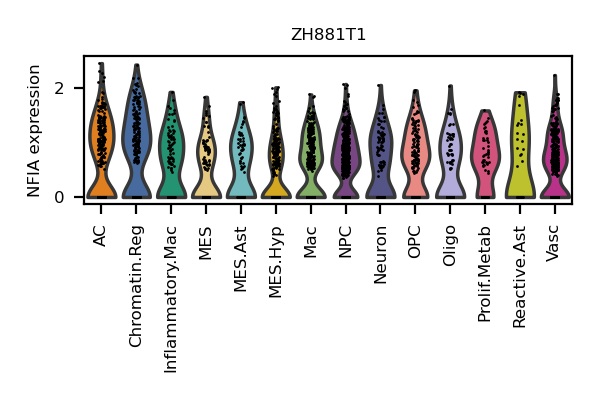 ZH881T1
NFIA expression
2
0
AC
Chromatin.Reg
Inflammatory.Mac
MES
MES.Ast
MES.Hyp
Mac
NPC
Neuron
OPC
Oligo
Prolif.Metab
Reactive.Ast
Vasc